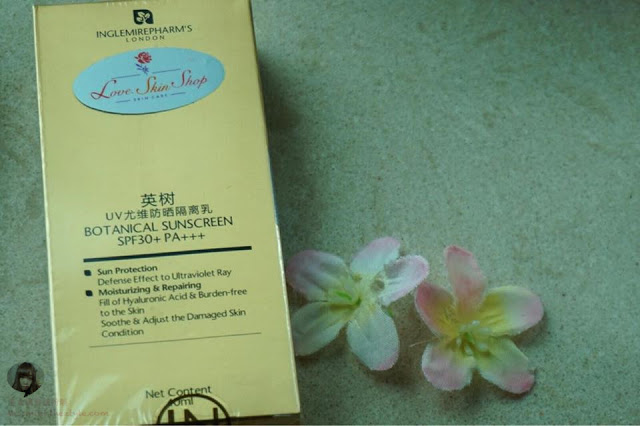 INGLEMIREPHARM'S
LONDON
Love Skin Shop
SKIN CARE
英树
UV尤维防晒隔离乳
BOTANICAL SUNSCREEN
SPF30+ PA+++
Sun Protection
Defense Effect to Ultraviolet Ray
Moisturizing & Repairing
Fill of Hyaluronic Acid & Burden-free
to the Skin
Soothe & Adjust the Damaged Skin
Condition
Net Content